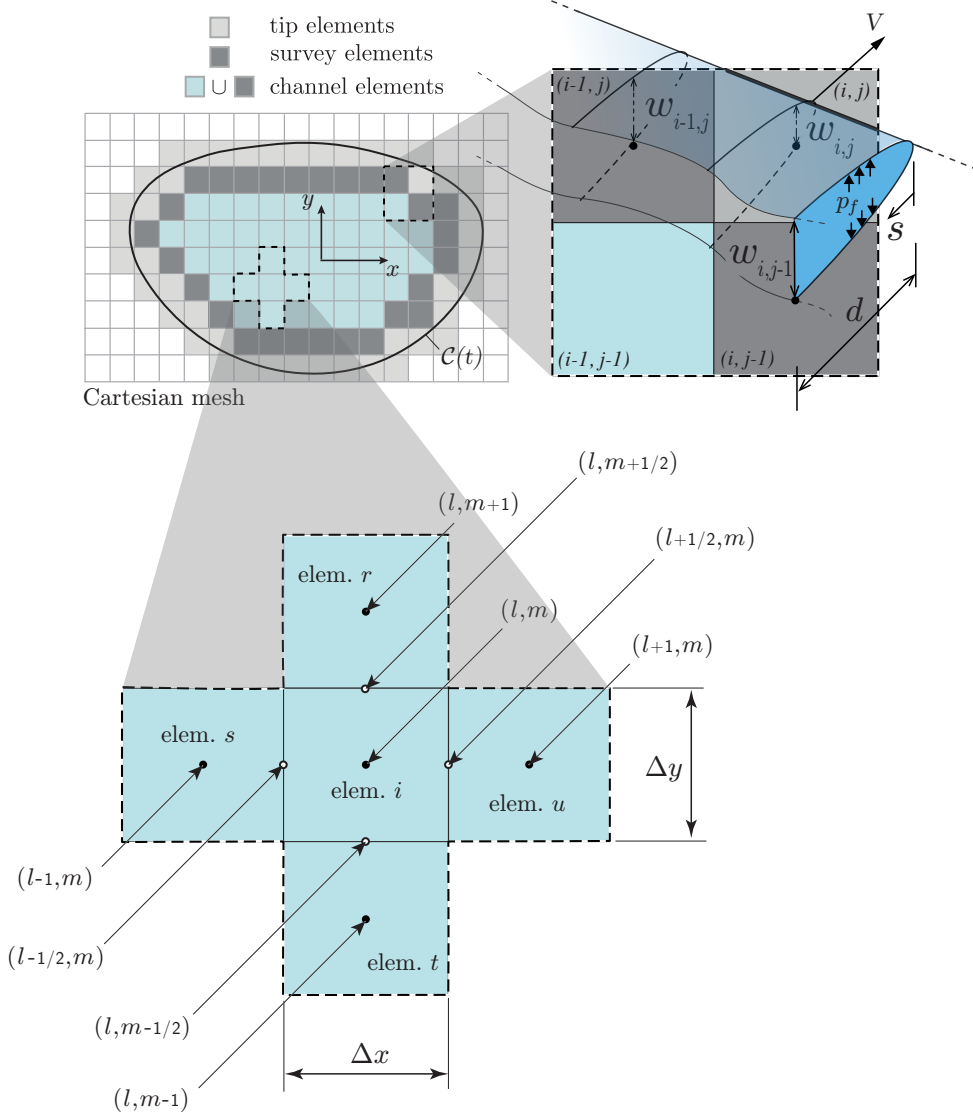 tip elements
survey elements
∪ channel elements
V
(i-1, j)
(i, j)
w_{i-1,j}
w_{i,j}
y
x
p_f
s
w_{i,j-1}
d
C(t)
(i-1, j-1)
(i, j-1)
Cartesian mesh
(l,m+1/2)
(l,m+1)
(l+1/2,m)
elem. r
(l,m)
(l+1,m)
elem. s
Δy
elem. i
elem. u
(l-1,m)
(l-1/2,m)
elem. t
(l,m-1/2)
Δx
(l,m-1)